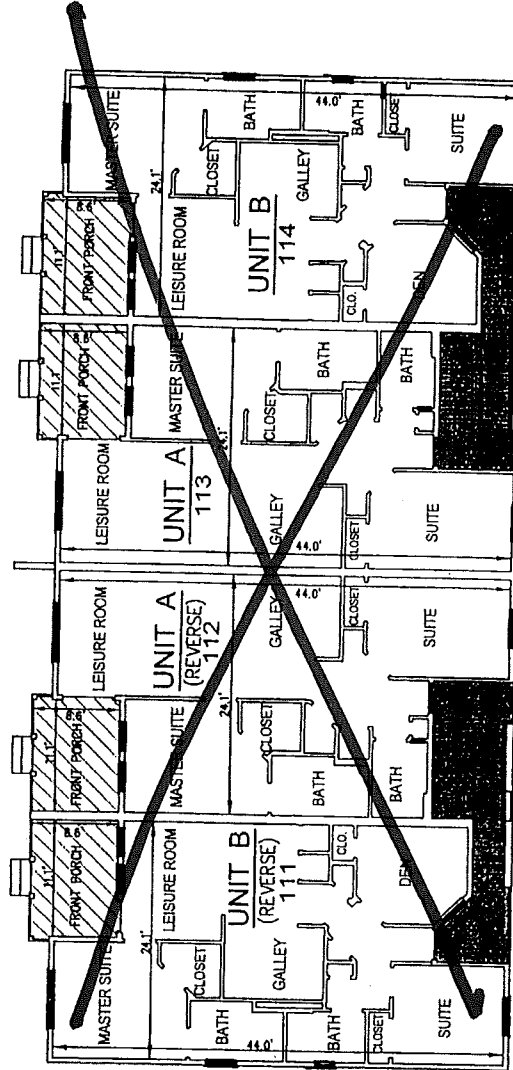 FRONT PORCH
11.1'
8.6'
MASTER SUITE
LEISURE ROOM
24.1'
UNIT B
(REVERSE)
111
CLOSET
BATH
GALLEY
44.0'
BATH
CLO.
CLOSET
DEN
SUITE
FRONT PORCH
11.1'
8.6'
LEISURE ROOM
MASTER SUITE
UNIT A
(REVERSE)
112
24.1'
CLOSET
GALLEY
BATH
44.0'
CLOSET
BATH
SUITE
FRONT PORCH
11.1'
8.6'
LEISURE ROOM
MASTER SUITE
UNIT A
113
24.1'
CLOSET
GALLEY
BATH
44.0'
CLOSET
BATH
SUITE
FRONT PORCH
11.1'
8.6'
MASTER SUITE
LEISURE ROOM
24.1'
UNIT B
114
CLOSET
BATH
GALLEY
44.0'
BATH
CLO.
CLOSET
DEN
SUITE